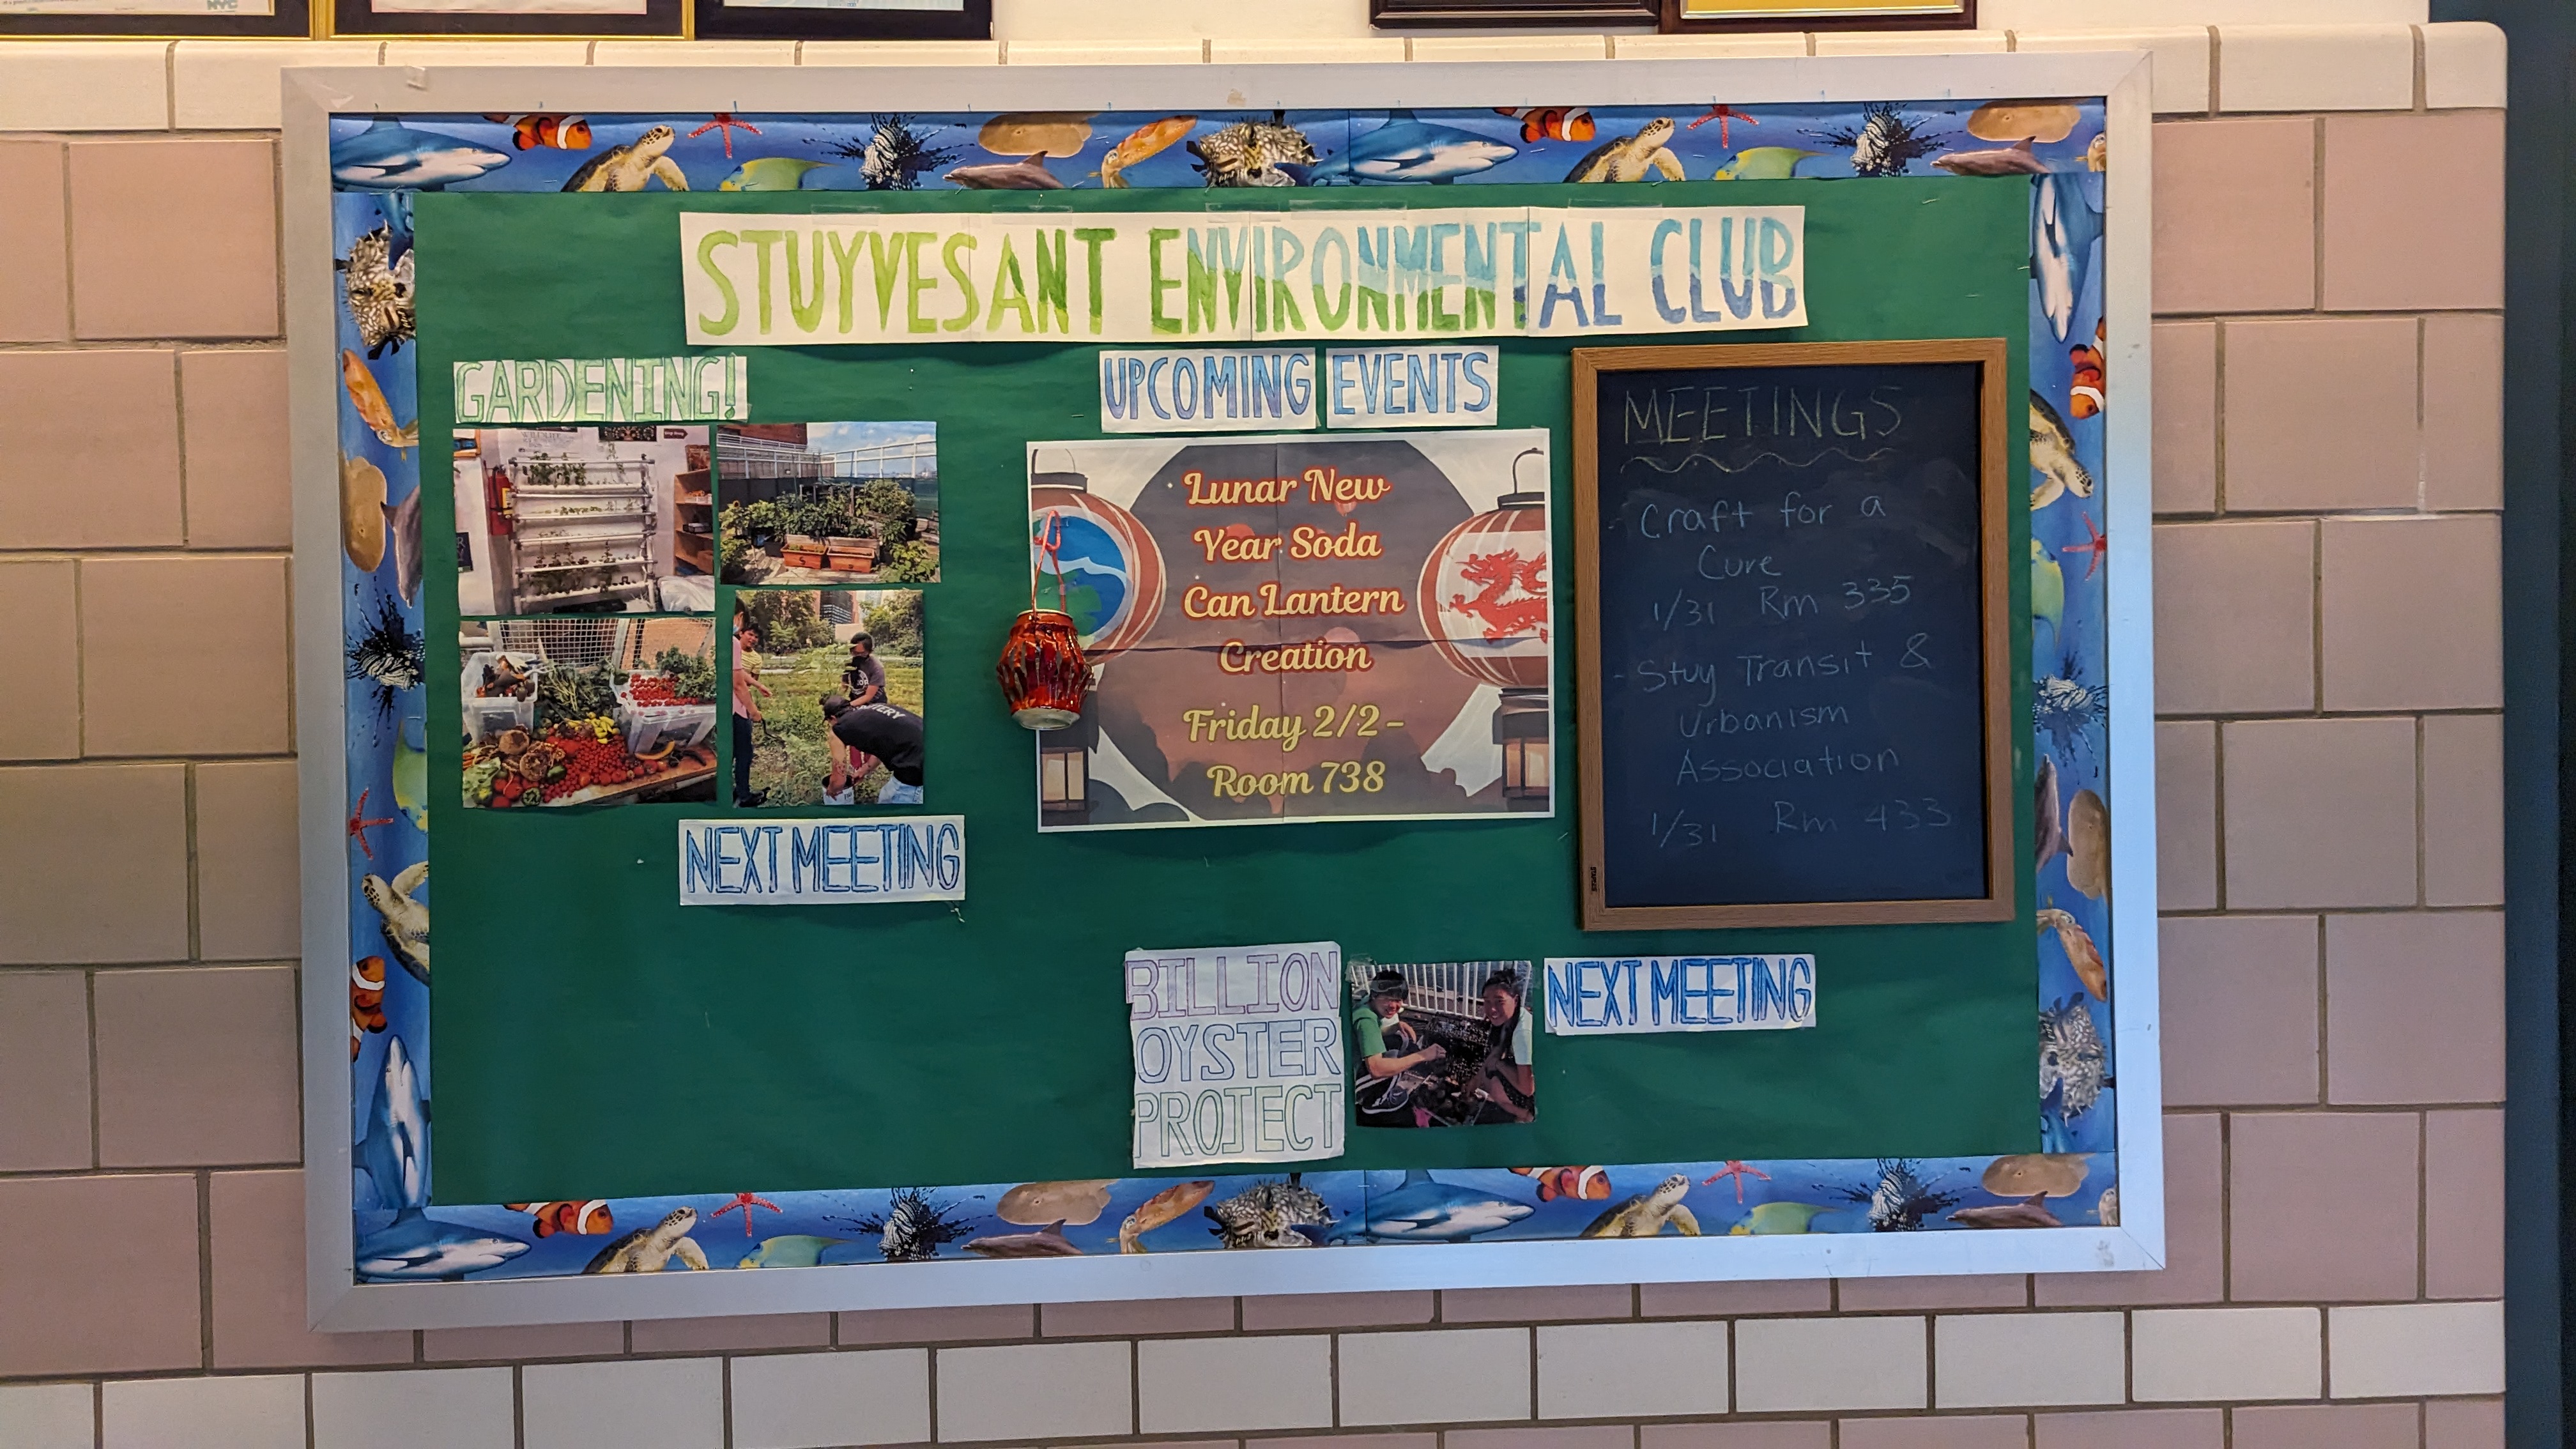 NYC
STUYVESANT ENVIRONMENTAL CLUB
GARDENING!
NEXT MEETING
UPCOMING EVENTS
Lunar New
Year Soda
Can Lantern
Creation
Friday 2/2-
Room 738
MEETINGS
- Craft for a
Cure
1/31 Rm 335
- Stuy Transit &
Urbanism
Association
1/31 Rm 433
STAPLES
BILLION
OYSTER
PROJECT
NEXT MEETING